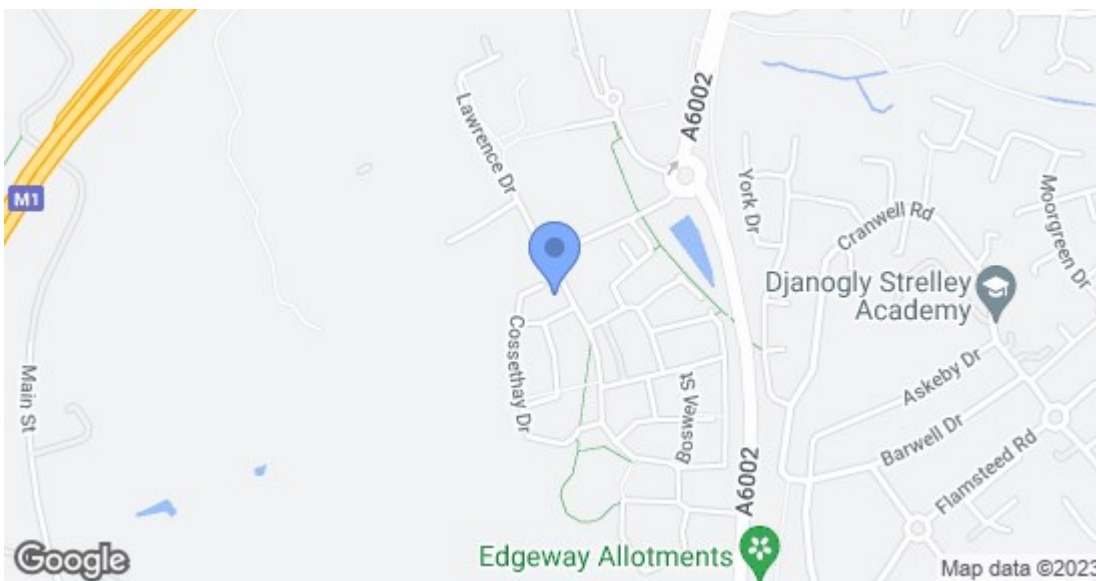 A6002
Lawrence Dr
York Dr
Cranwell Rd
Moorgreen Dr
M1
Djanogly Strelley
Academy
Main St
Cossethay Dr
Boswell St
Askeby Dr
Barwell Dr
Flamsteed Rd
A6002
Edgeway Allotments
Google
Map data ©2023